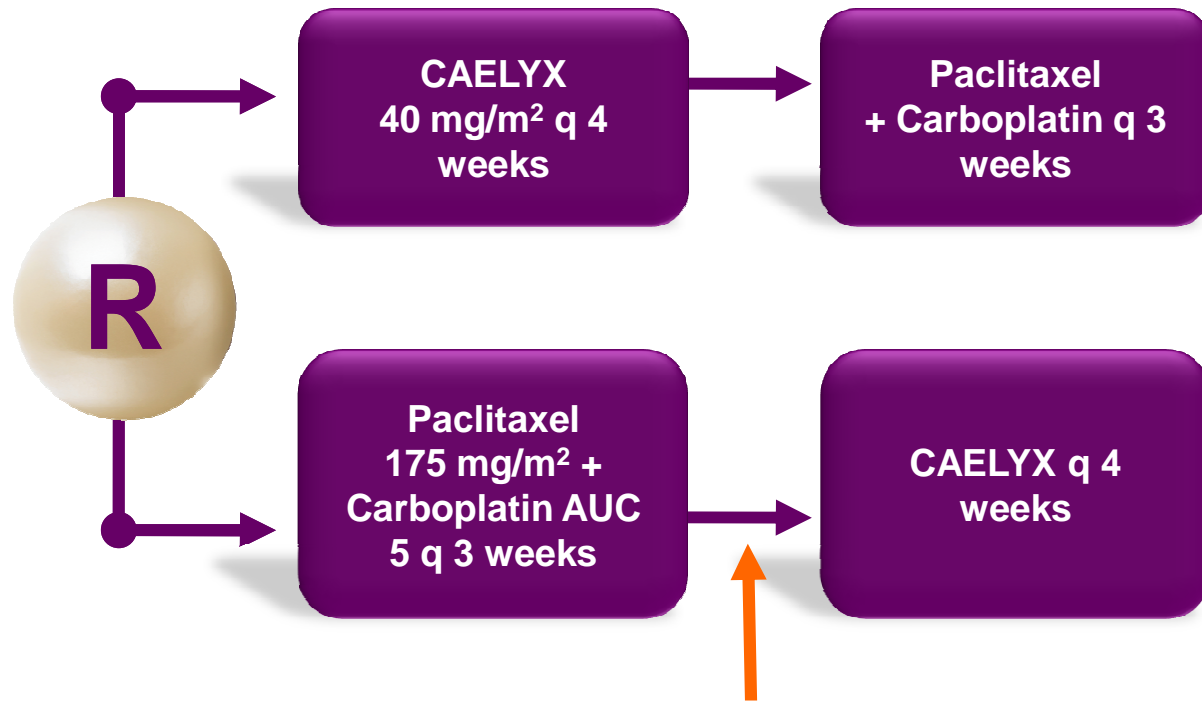 CAELYX
40 mg/m² q 4
weeks
Paclitaxel
+ Carboplatin q 3
weeks
R
Paclitaxel
175 mg/m² +
Carboplatin AUC
5 q 3 weeks
CAELYX q 4
weeks